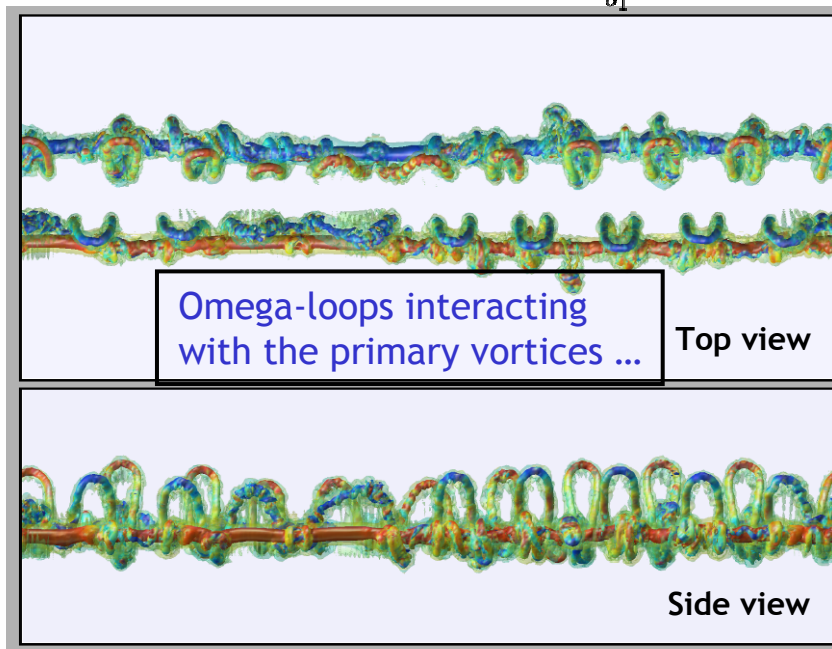 Omega-loops interacting
with the primary vortices …
Top view
Side view